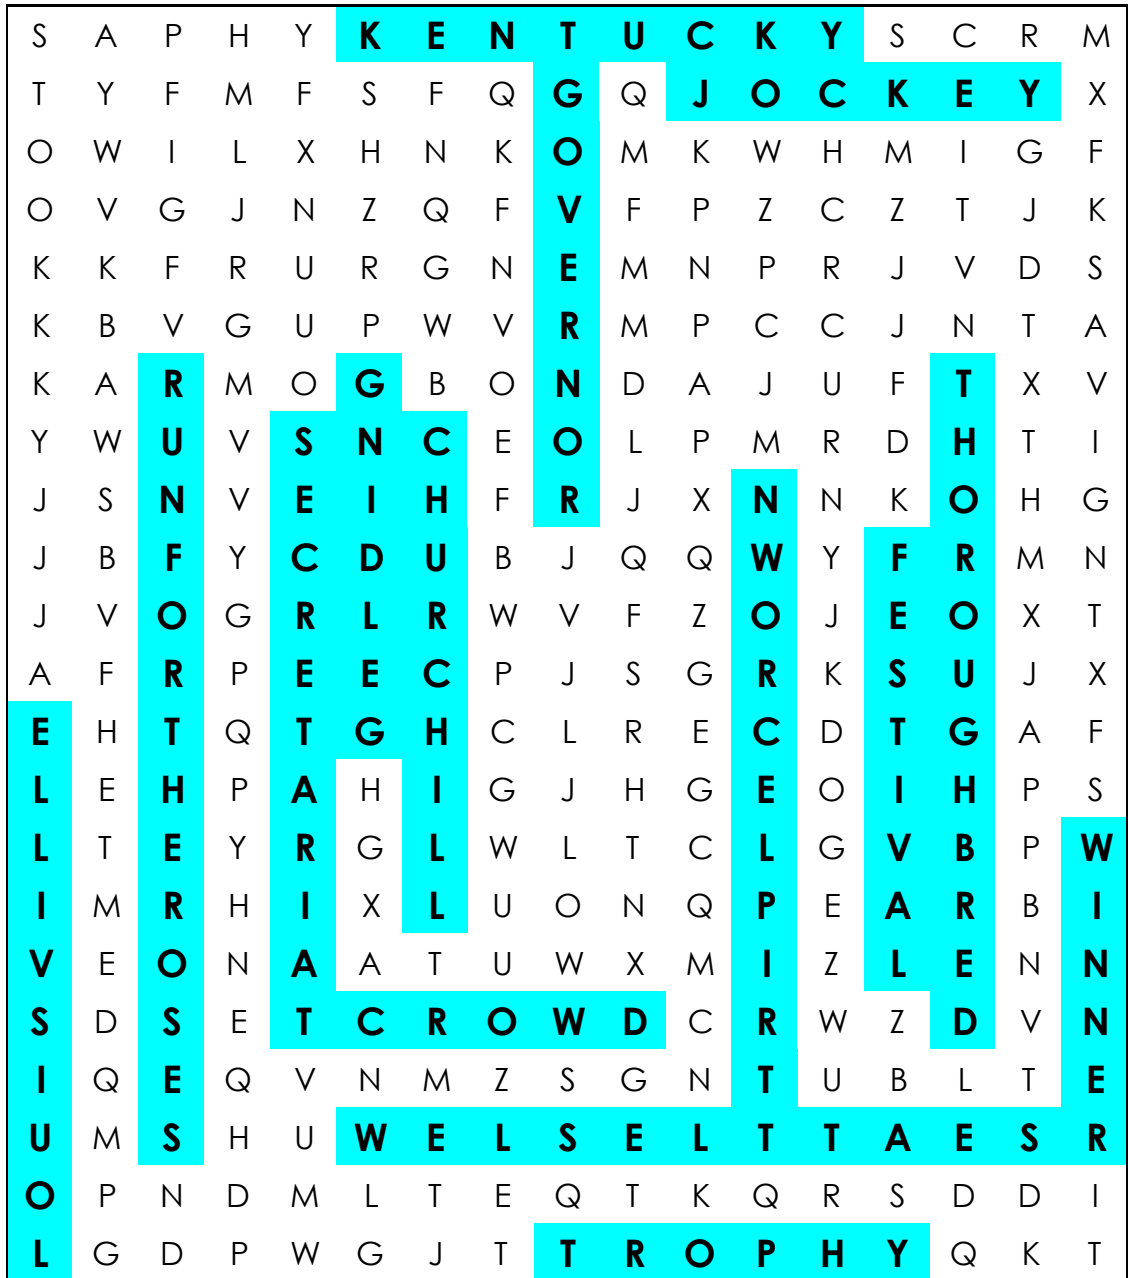 S A P H Y K E N T U C K Y S C R M
T Y F M F S F Q G Q J O C K E Y X
O W I L X H N K O M K W H M I G F
O V G J N Z Q F V F P Z C Z T J K
K K F R U R G N E M N P R J V D S
K B V G U P W V R M P C C J N T A
K A R M O G B O N D A J U F T X V
Y W U V S N C E O L P M R D H T I
J S N V E I H F R J X N N K O H G
J B F Y C D U B J Q Q W Y F R M N
J V O G R L R W V F Z O J E O X T
A F R P E E C P J S G R K S U J X
E H T Q T G H C L R E C D T G A F
L E H P A H I G J H G E O I H P S
L T E Y R G L W L T C L G V B P W
I M R H I X L U O N Q P E A R B I
V E O N A A T U W X M I Z L E N N
S D S E T C R O W D C R W Z D V N
I Q E Q V N M Z S G N T U B L T E
U M S H U W E L S E L T T A E S R
O P N D M L T E Q T K Q R S D D I
L G D P W G J T T R O P H Y Q K T